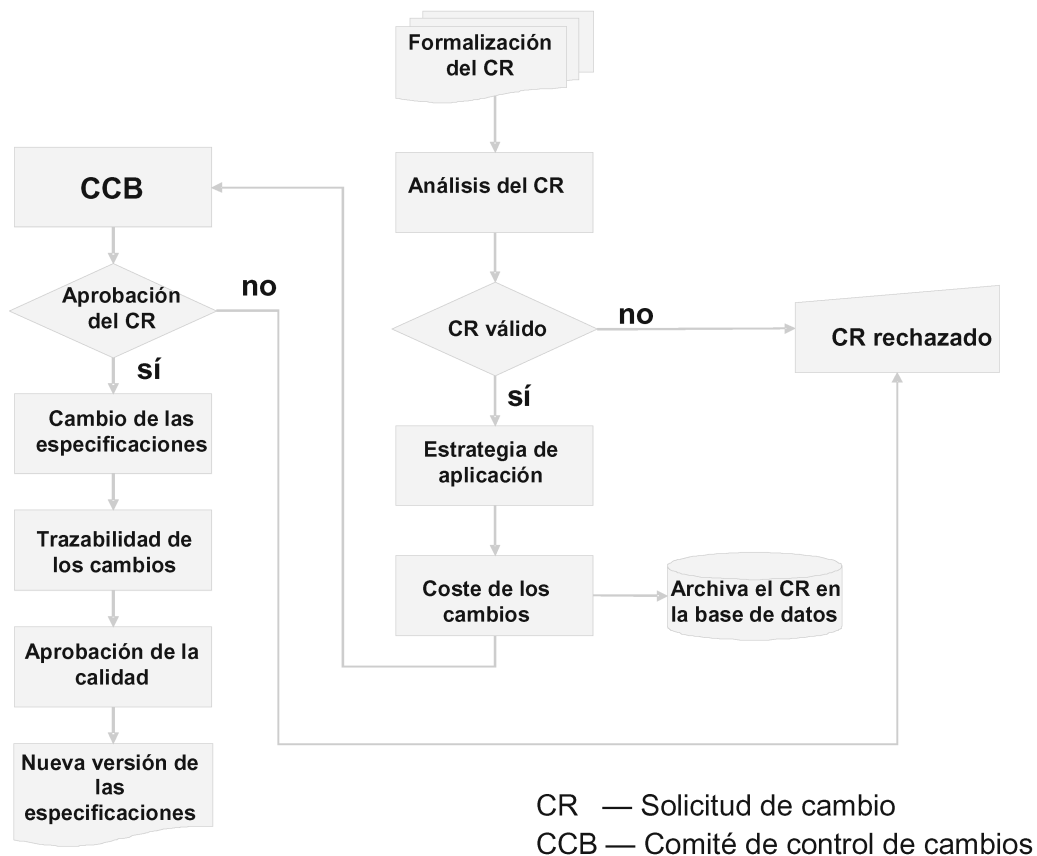 Formalización
del CR
Análisis del CR
CR válido
no
CR rechazado
sí
Estrategia de
aplicación
Coste de los
cambios
Archiva el CR en
la base de datos
CCB
Aprobación
del CR
no
sí
Cambio de las
especificaciones
Trazabilidad de
los cambios
Aprobación de la
calidad
Nueva versión de
las
especificaciones
CR — Solicitud de cambio
CCB — Comité de control de cambios